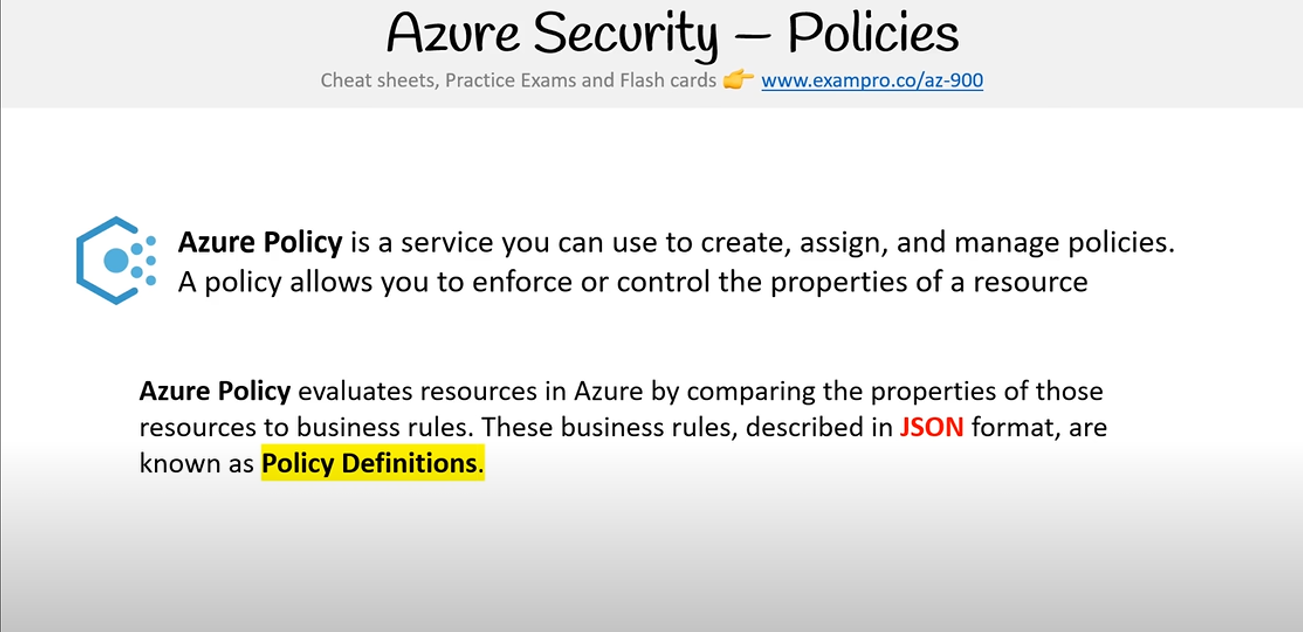 Azure Security – Policies
Cheat sheets, Practice Exams and Flash cards 👉 www.exampro.co/az-900
Azure Policy is a service you can use to create, assign, and manage policies.
A policy allows you to enforce or control the properties of a resource
Azure Policy evaluates resources in Azure by comparing the properties of those
resources to business rules. These business rules, described in JSON format, are
known as Policy Definitions.